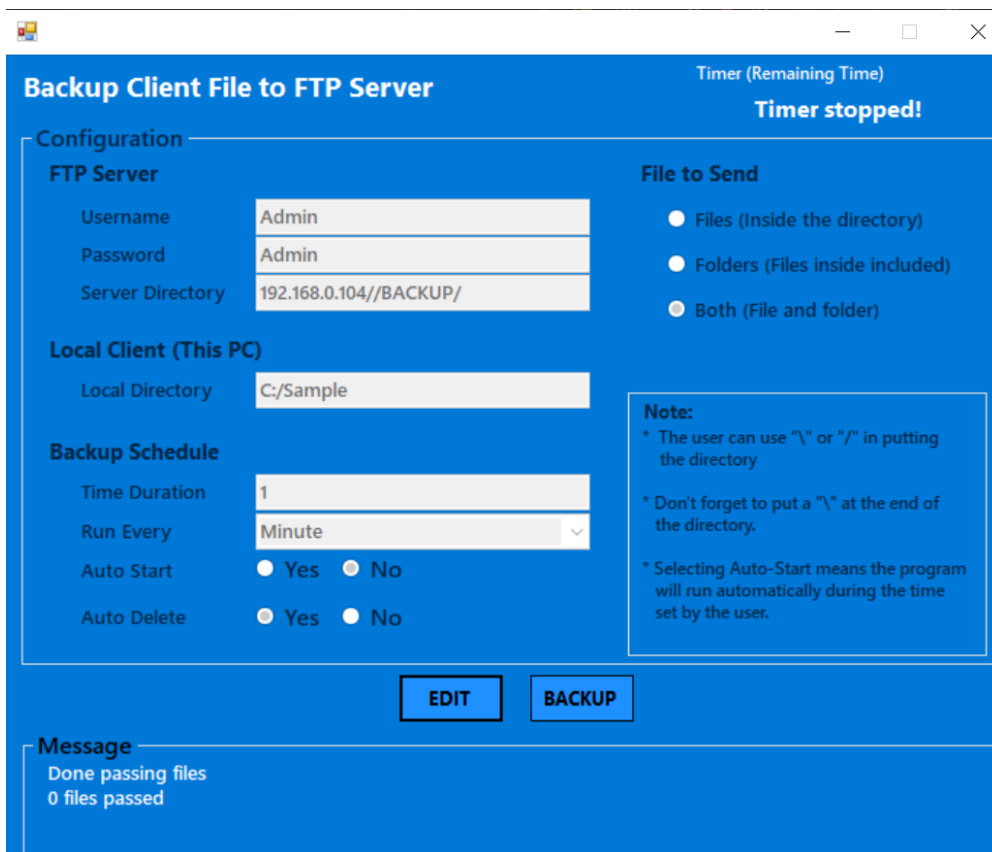 Backup Client File to FTP Server
Timer (Remaining Time)
Timer stopped!
Configuration
FTP Server
Username
Admin
Password
Admin
Server Directory
192.168.0.104//BACKUP/
Local Client (This PC)
Local Directory
C:/Sample
Backup Schedule
Time Duration
1
Run Every
Minute
Auto Start
Yes
No
Auto Delete
Yes
No
File to Send
Files (Inside the directory)
Folders (Files inside included)
Both (File and folder)
Note:
* The user can use "\" or "/" in putting
the directory
* Don't forget to put a "\" at the end of
the directory.
* Selecting Auto-Start means the program
will run automatically during the time
set by the user.
EDIT
BACKUP
Message
Done passing files
0 files passed